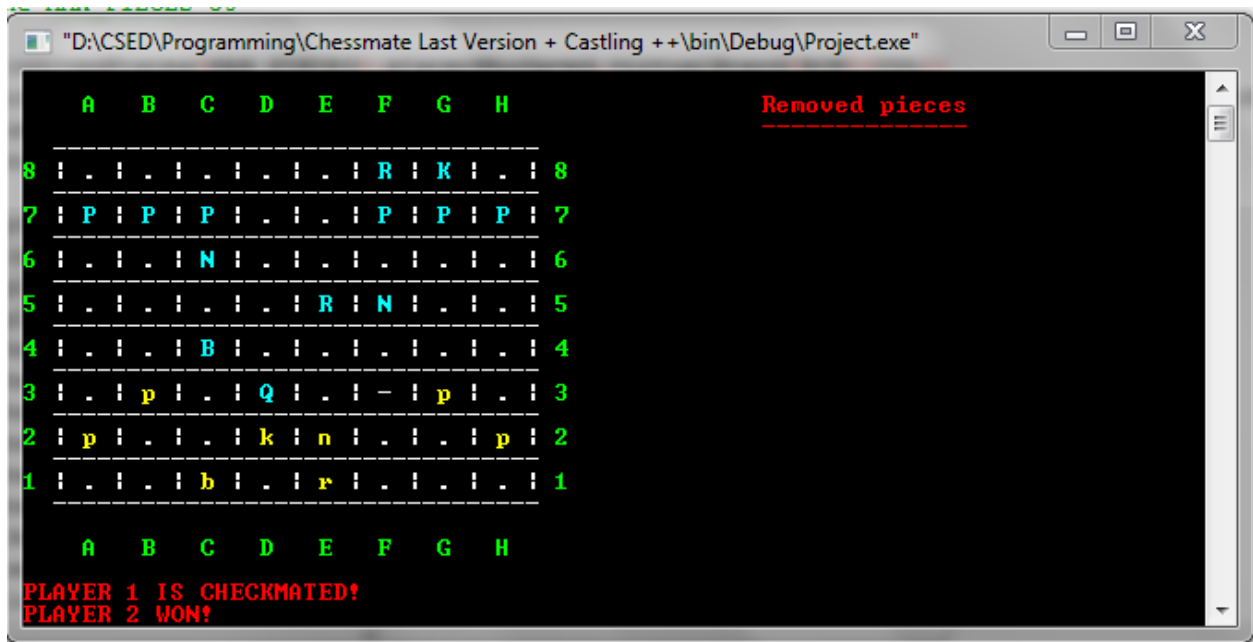 "D:\CSED\Programming\Chessmate Last Version + Castling ++\bin\Debug\Project.exe"
A B C D E F G H Removed pieces
8 | . | . | . | . | . | R | K | . | 8
7 | P | P | P | . | . | P | P | P | 7
6 | . | . | N | . | . | . | . | . | 6
5 | . | . | . | . | R | N | . | . | 5
4 | . | . | B | . | . | . | . | . | 4
3 | . | p | . | Q | . | - | p | . | 3
2 | p | . | . | k | n | . | . | p | 2
1 | . | . | b | . | r | . | . | . | 1
A B C D E F G H
PLAYER 1 IS CHECKMATED!
PLAYER 2 WON!